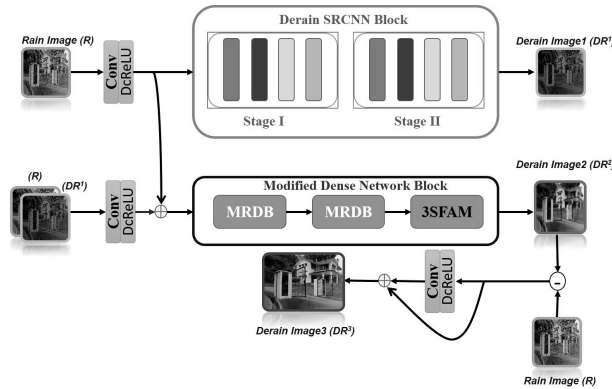 Derain SRCNN Block
Rain Image (R)
Derain Image1 (DR¹)
Conv
DcReLU
Stage I
Stage II
(R)
(DR¹)
Derain Image2 (DR²)
Modified Dense Network Block
Conv
DcReLU
MRDB
MRDB
3SFAM
Conv
DcReLU
-
Derain Image3 (DR³)
Rain Image (R)